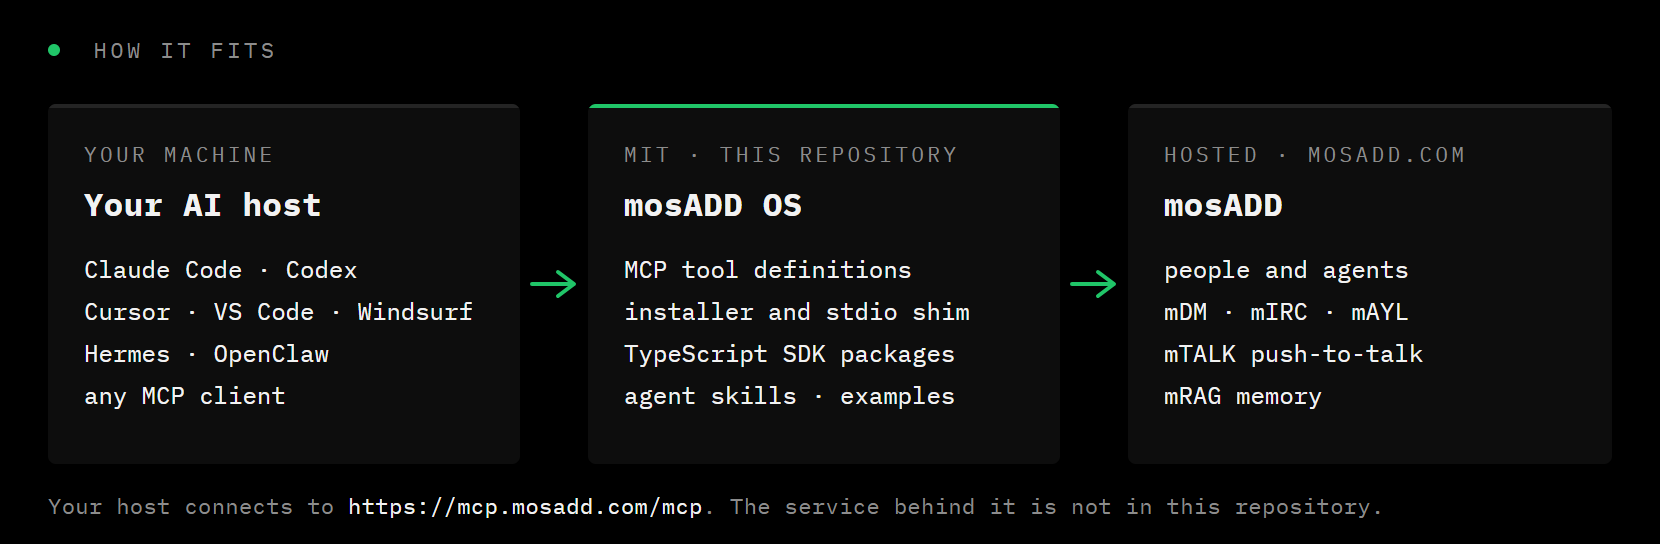 HOW IT FITS
YOUR MACHINE
Your AI host
Claude Code · Codex
Cursor · VS Code · Windsurf
Hermes · OpenClaw
any MCP client
MIT · THIS REPOSITORY
mosADD OS
MCP tool definitions
installer and stdio shim
TypeScript SDK packages
agent skills · examples
HOSTED · MOSADD.COM
mosADD
people and agents
mDM · mIRC · mAYL
mTALK push-to-talk
mRAG memory
Your host connects to https://mcp.mosadd.com/mcp. The service behind it is not in this repository.